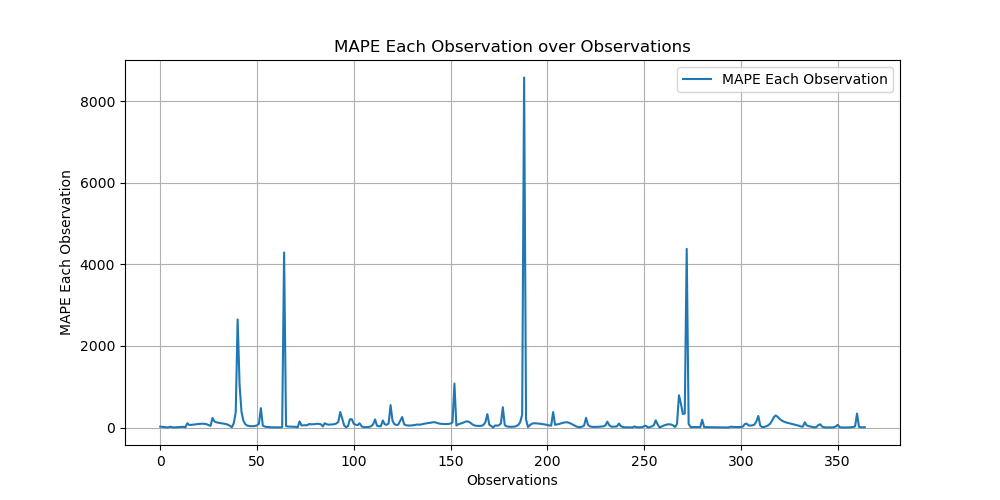 MAPE Each Observation over Observations
MAPE Each Observation
8000
6000
4000
2000
0
MAPE Each Observation
0 50 100 150 200 250 300 350
Observations